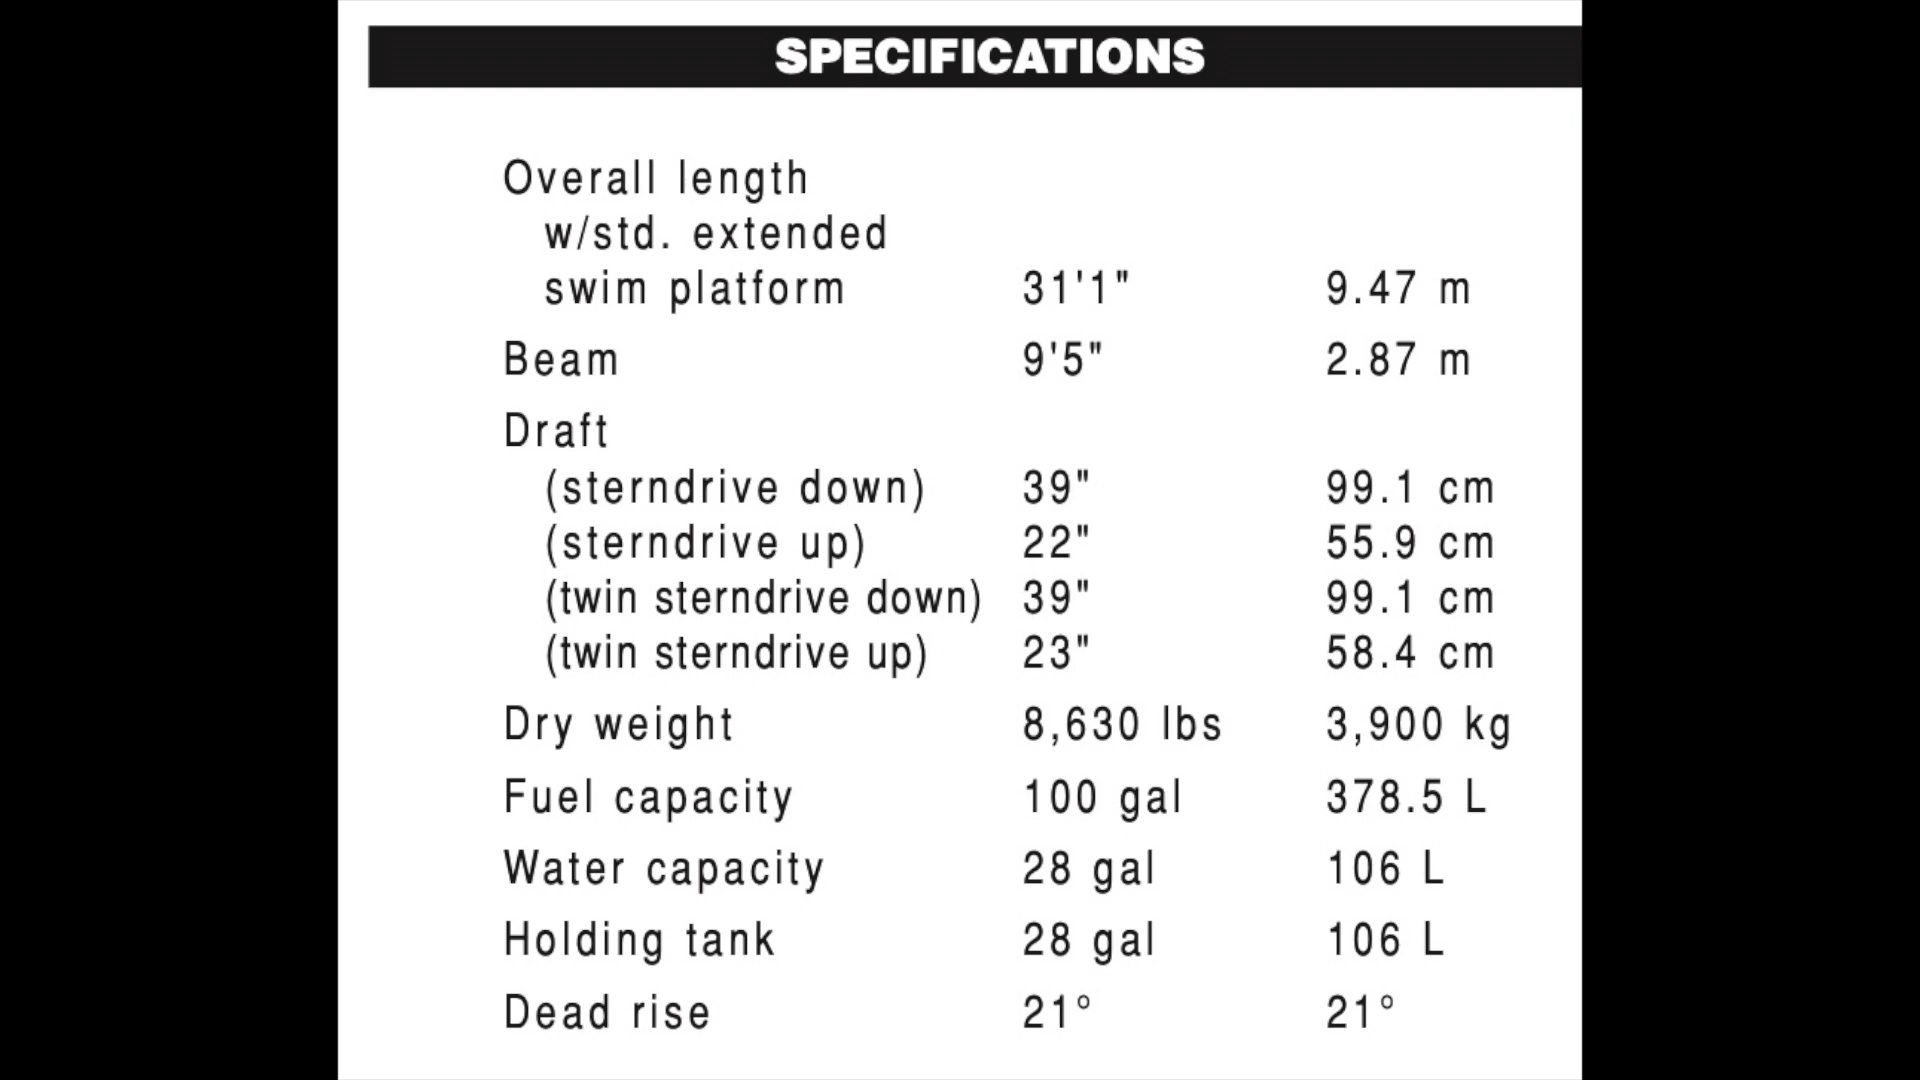 SPECIFICATIONS
Overall length
w/std. extended
swim platform 31'1" 9.47 m
Beam 9'5" 2.87 m
Draft
(sterndrive down) 39" 99.1 cm
(sterndrive up) 22" 55.9 cm
(twin sterndrive down) 39" 99.1 cm
(twin sterndrive up) 23" 58.4 cm
Dry weight 8,630 lbs 3,900 kg
Fuel capacity 100 gal 378.5 L
Water capacity 28 gal 106 L
Holding tank 28 gal 106 L
Dead rise 21° 21°